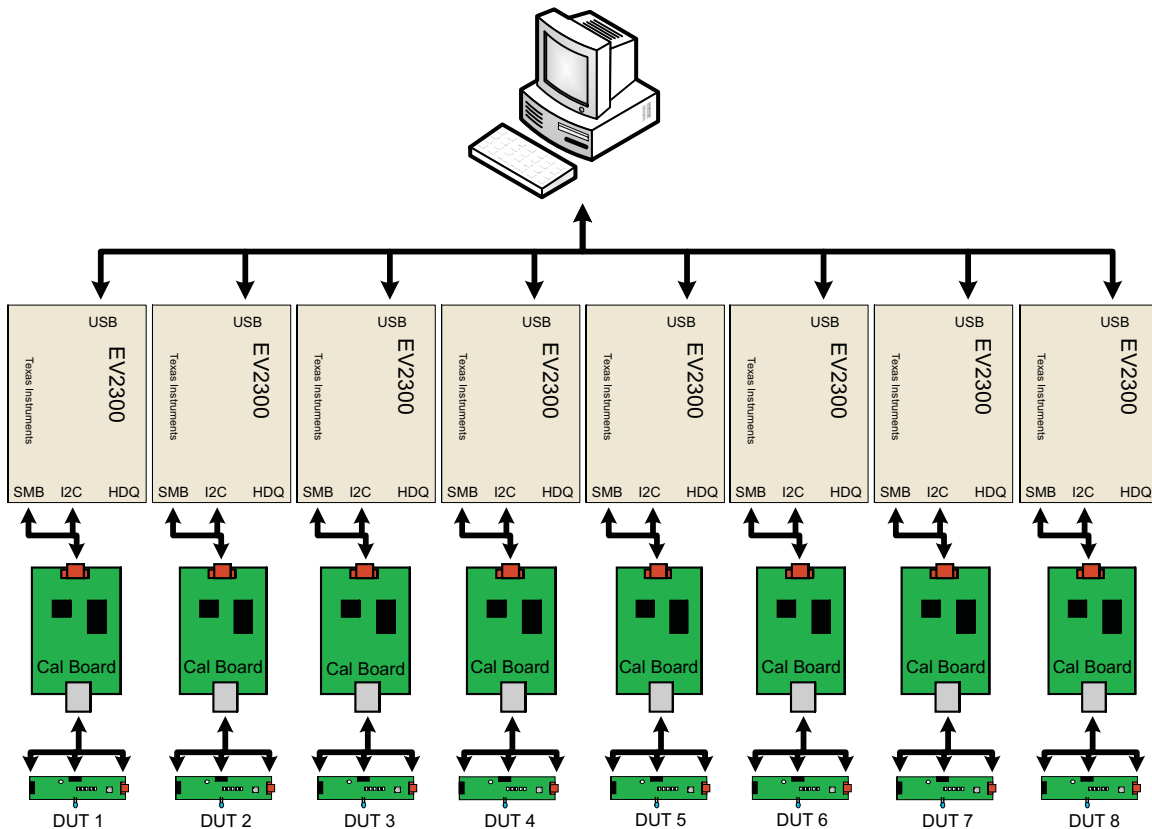 USB USB USB USB USB USB USB USB
EV2300 EV2300 EV2300 EV2300 EV2300 EV2300 EV2300 EV2300
Texas Instruments Texas Instruments Texas Instruments Texas Instruments Texas Instruments Texas Instruments Texas Instruments Texas Instruments
SMB I2C HDQ SMB I2C HDQ SMB I2C HDQ SMB I2C HDQ SMB I2C HDQ SMB I2C HDQ SMB I2C HDQ SMB I2C HDQ
Cal Board Cal Board Cal Board Cal Board Cal Board Cal Board Cal Board Cal Board
DUT 1 DUT 2 DUT 3 DUT 4 DUT 5 DUT 6 DUT 7 DUT 8